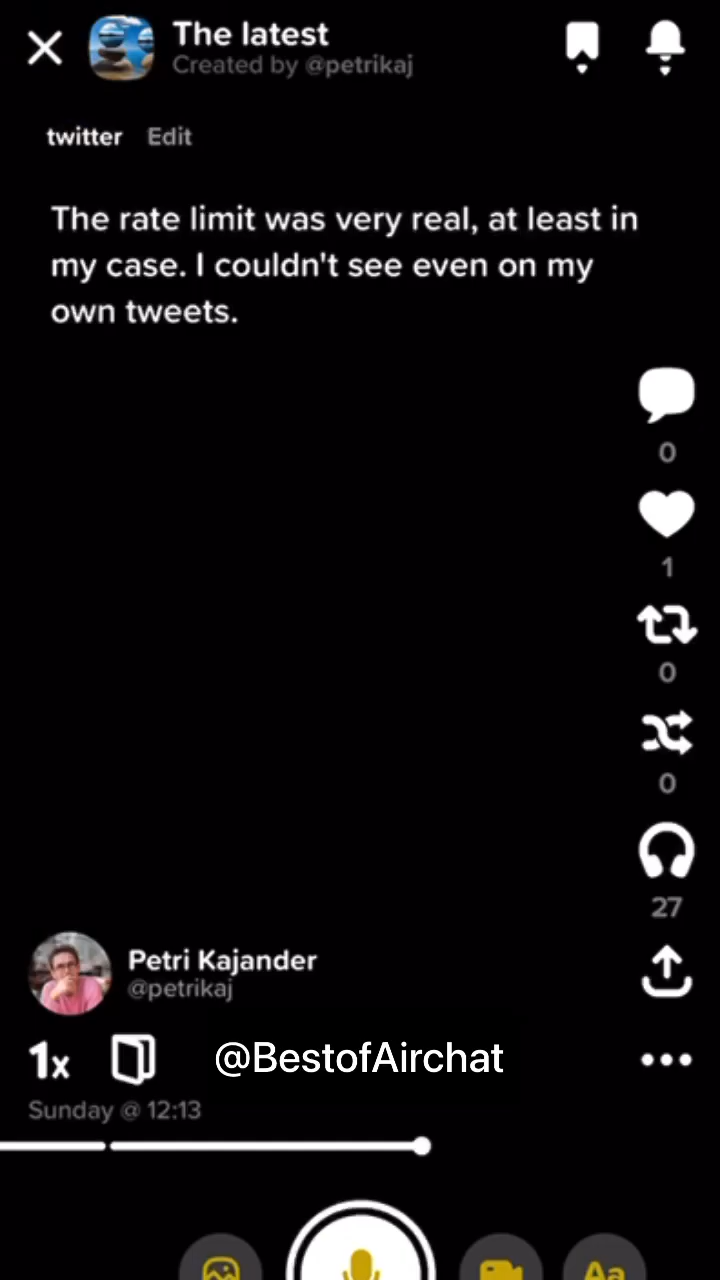 The latest
Created by @petrikaj
twitter Edit
The rate limit was very real, at least in
my case. I couldn't see even on my
own tweets.
0
1
0
0
27
Petri Kajander
@petrikaj
1x
@BestofAirchat
Sunday @ 12:13
Aa